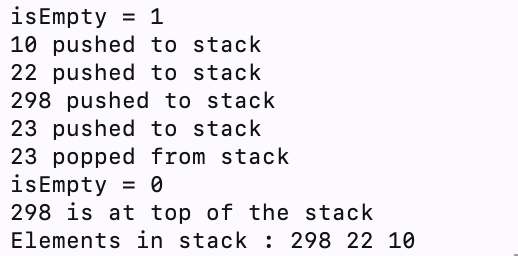 isEmpty = 1
10 pushed to stack
22 pushed to stack
298 pushed to stack
23 pushed to stack
23 popped from stack
isEmpty = 0
298 is at top of the stack
Elements in stack : 298 22 10